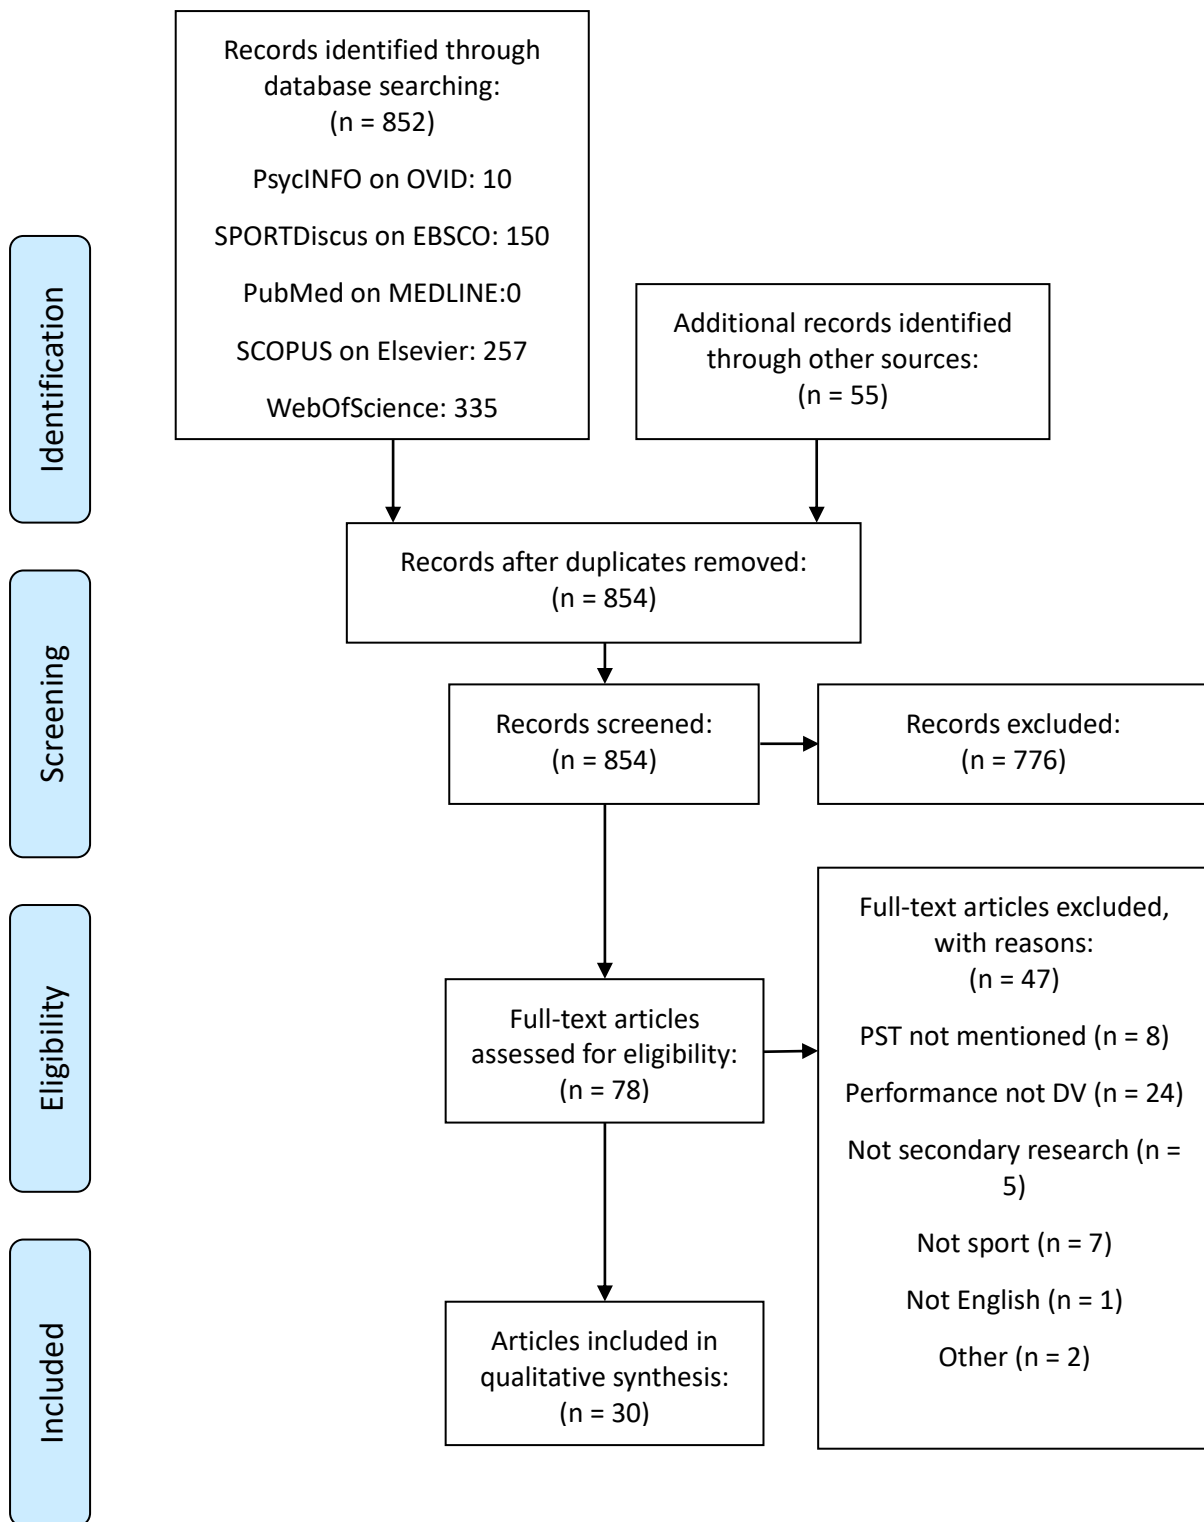 Records identified through
database searching:
(n = 852)
PsycINFO on OVID: 10
SPORTDiscus on EBSCO: 150
PubMed on MEDLINE:0
SCOPUS on Elsevier: 257
WebOfScience: 335
Additional records identified
through other sources:
(n = 55)
Identification
Records after duplicates removed:
(n = 854)
Screening
Records screened:
(n = 854)
Records excluded:
(n = 776)
Eligibility
Full-text articles
assessed for eligibility:
(n = 78)
Full-text articles excluded,
with reasons:
(n = 47)
PST not mentioned (n = 8)
Performance not DV (n = 24)
Not secondary research (n =
5)
Not sport (n = 7)
Not English (n = 1)
Other (n = 2)
Included
Articles included in
qualitative synthesis:
(n = 30)